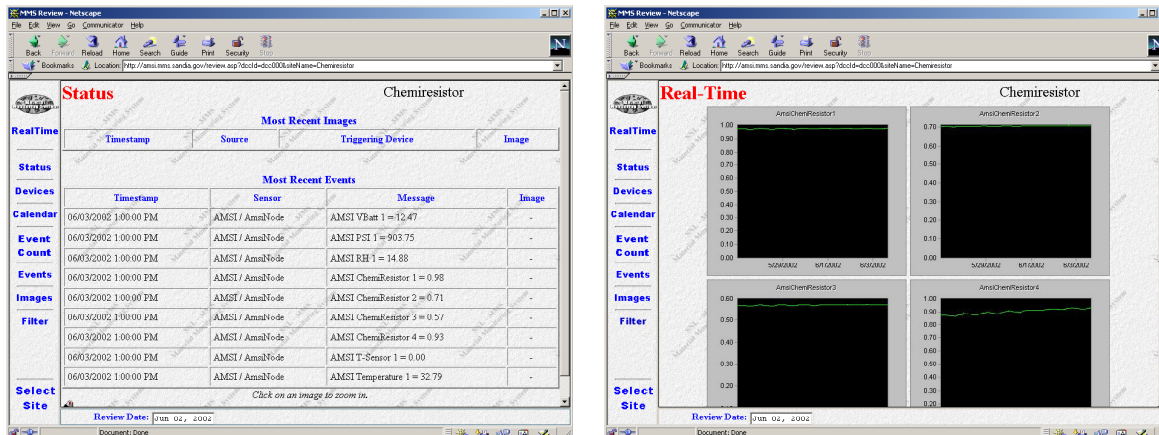 MMS Review - Netscape
File Edit View Go Communicator Help
Back Forward Reload Home Search Guide Print Security Stop
Bookmarks Location: http://amsi.mms.sandia.gov/review.asp?dccId=dcc000&siteName=Chemiresistor
Status Chemiresistor
RealTime
Status
Devices
Calendar
Event
Count
Events
Images
Filter
Select
Site
Most Recent Images
Timestamp Source Triggering Device Image
Most Recent Events
Timestamp Sensor Message Image
06/03/2002 1:00:00 PM AMSI / AmsiNode AMSI VBatt 1 = 12.47 -
06/03/2002 1:00:00 PM AMSI / AmsiNode AMSI PSI 1 = 903.75 -
06/03/2002 1:00:00 PM AMSI / AmsiNode AMSI RH 1 = 14.88 -
06/03/2002 1:00:00 PM AMSI / AmsiNode AMSI ChemiResistor 1 = 0.98 -
06/03/2002 1:00:00 PM AMSI / AmsiNode AMSI ChemiResistor 2 = 0.71 -
06/03/2002 1:00:00 PM AMSI / AmsiNode AMSI ChemiResistor 3 = 0.57 -
06/03/2002 1:00:00 PM AMSI / AmsiNode AMSI ChemiResistor 4 = 0.93 -
06/03/2002 1:00:00 PM AMSI / AmsiNode AMSI T-Sensor 1 = 0.00 -
06/03/2002 1:00:00 PM AMSI / AmsiNode AMSI Temperature 1 = 32.79 -
Click on an image to zoom in.
Review Date: Jun 02, 2002
Document: Done
MMS Review - Netscape
File Edit View Go Communicator Help
Back Forward Reload Home Search Guide Print Security Stop
Bookmarks Location: http://amsi.mms.sandia.gov/review.asp?dccId=dcc000&siteName=Chemiresistor
Real-Time Chemiresistor
RealTime
Status
Devices
Calendar
Event
Count
Events
Images
Filter
Select
Site
AmsiChemiResistor1
1.00
0.90
0.80
0.70
0.60
0.50
0.40
0.30
0.20
0.10
0.00
5/29/2002 6/1/2002 6/3/2002
AmsiChemiResistor2
0.70
0.60
0.50
0.40
0.30
0.20
0.10
0.00
5/29/2002 6/1/2002 6/3/2002
AmsiChemiResistor3
0.60
0.50
0.40
0.30
0.20
AmsiChemiResistor4
1.00
0.90
0.80
0.70
0.60
0.50
0.40
0.30
0.20
Review Date: Jun 02, 2002
Document: Done